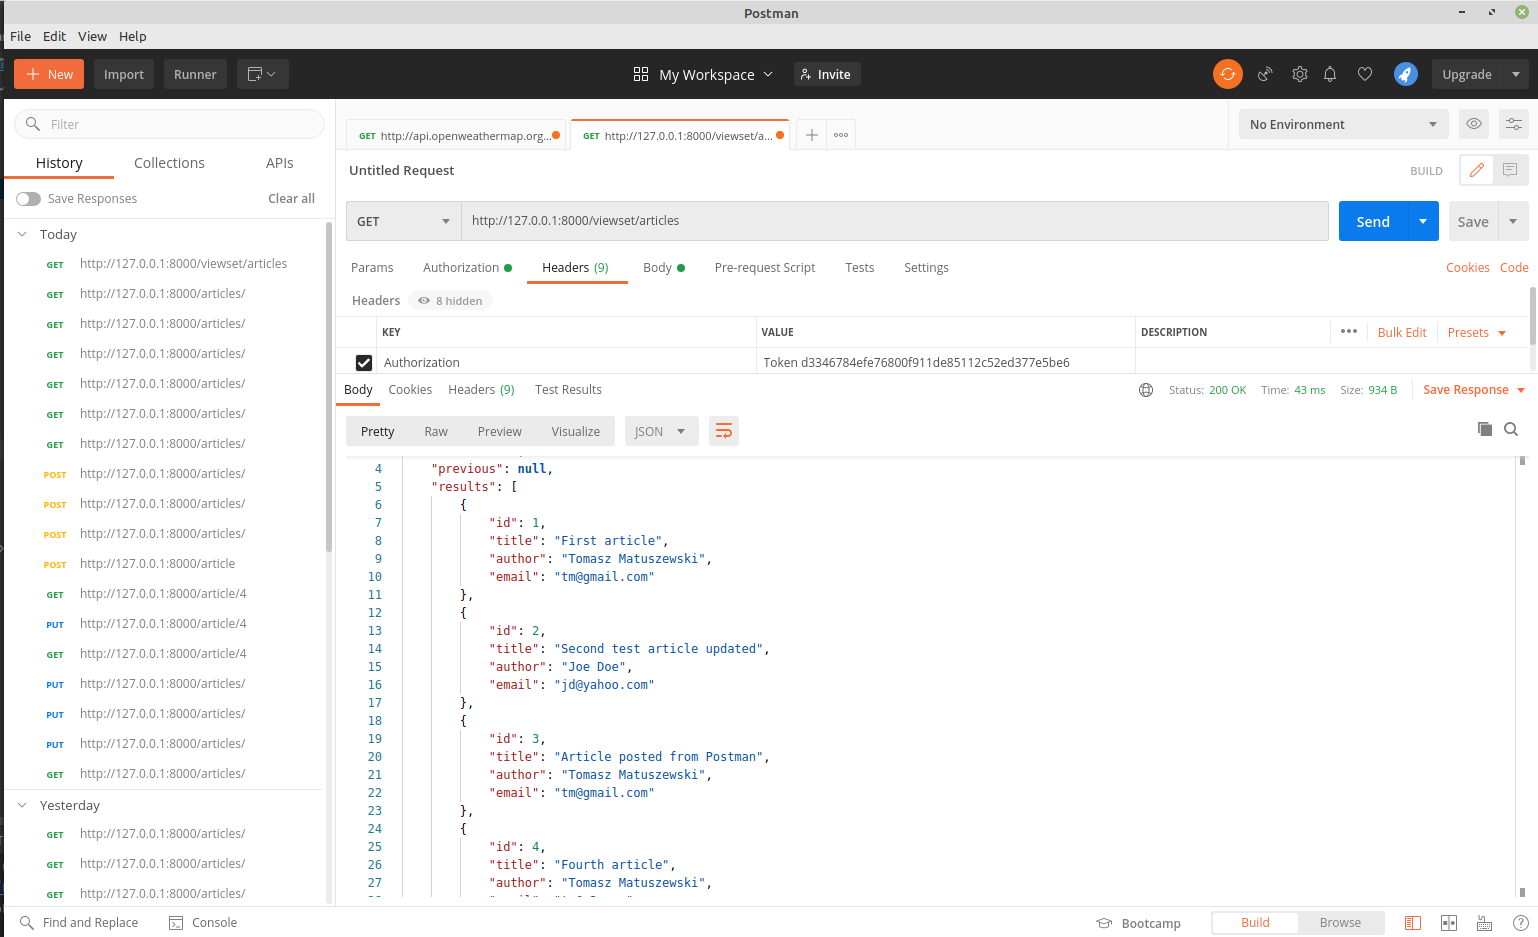 Postman
File Edit View Help
New Import Runner My Workspace Invite Upgrade
Filter
History Collections APIs
Save Responses Clear all
Today
GET http://127.0.0.1:8000/viewset/articles
GET http://127.0.0.1:8000/articles/
GET http://127.0.0.1:8000/articles/
GET http://127.0.0.1:8000/articles/
GET http://127.0.0.1:8000/articles/
GET http://127.0.0.1:8000/articles/
GET http://127.0.0.1:8000/articles/
POST http://127.0.0.1:8000/articles/
POST http://127.0.0.1:8000/articles/
POST http://127.0.0.1:8000/articles/
POST http://127.0.0.1:8000/article
GET http://127.0.0.1:8000/article/4
PUT http://127.0.0.1:8000/article/4
GET http://127.0.0.1:8000/article/4
PUT http://127.0.0.1:8000/articles/
PUT http://127.0.0.1:8000/articles/
PUT http://127.0.0.1:8000/articles/
GET http://127.0.0.1:8000/articles/
Yesterday
GET http://127.0.0.1:8000/articles/
GET http://127.0.0.1:8000/articles/
GET http://127.0.0.1:8000/articles/
GET http://api.openweathermap.org... GET http://127.0.0.1:8000/viewset/a... No Environment
Untitled Request BUILD
GET http://127.0.0.1:8000/viewset/articles Send Save
Params Authorization Headers (9) Body Pre-request Script Tests Settings Cookies Code
Headers 8 hidden
KEY VALUE DESCRIPTION Bulk Edit Presets
Authorization Token d3346784efe76800f911de85112c52ed377e5be6
Body Cookies Headers (9) Test Results Status: 200 OK Time: 43 ms Size: 934 B Save Response
Pretty Raw Preview Visualize JSON
4 "previous": null,
5 "results": [
6 {
7 "id": 1,
8 "title": "First article",
9 "author": "Tomasz Matuszewski",
10 "email": "tm@gmail.com"
11 },
12 {
13 "id": 2,
14 "title": "Second test article updated",
15 "author": "Joe Doe",
16 "email": "jd@yahoo.com"
17 },
18 {
19 "id": 3,
20 "title": "Article posted from Postman",
21 "author": "Tomasz Matuszewski",
22 "email": "tm@gmail.com"
23 },
24 {
25 "id": 4,
26 "title": "Fourth article",
27 "author": "Tomasz Matuszewski",
Find and Replace Console Bootcamp Build Browse